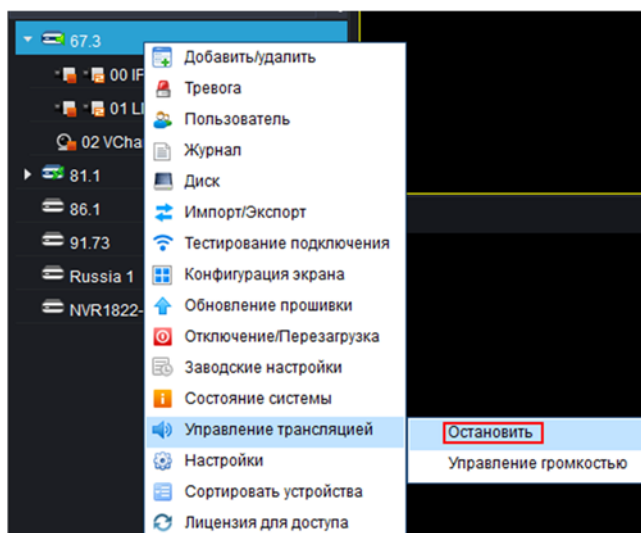 67.3
00 IF
01 LI
02 VCha
81.1
86.1
91.73
Russia 1
NVR1822-
Добавить/удалить
Тревога
Пользователь
Журнал
Диск
Импорт/Экспорт
Тестирование подключения
Конфигурация экрана
Обновление прошивки
Отключение/Перезагрузка
Заводские настройки
Состояние системы
Управление трансляцией
Настройки
Сортировать устройства
Лицензия для доступа
Остановить
Управление громкостью